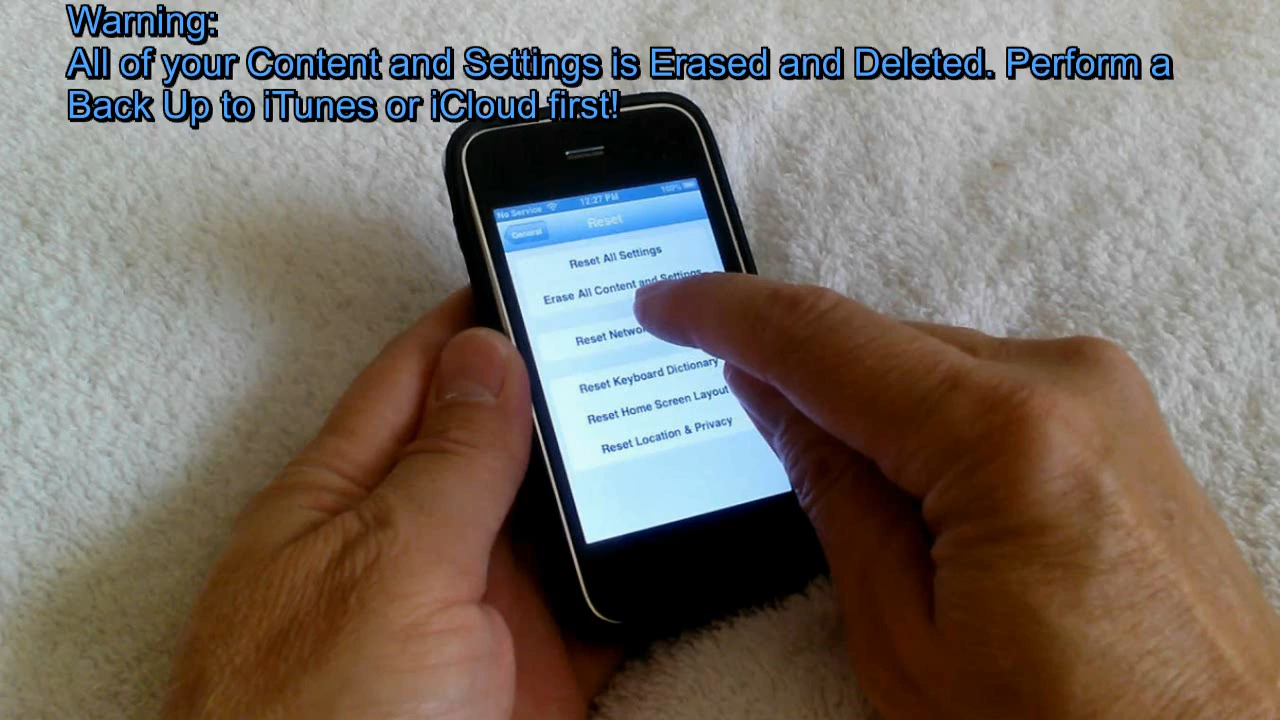 Warning:
All of your Content and Settings is Erased and Deleted. Perform a
Back Up to iTunes or iCloud first!
No Service 12:27 PM 100%
General Reset
Reset All Settings
Erase All Content and Settings
Reset
Reset Keyboard Dictionary
Reset Home Screen Layout
Reset Location & Privacy